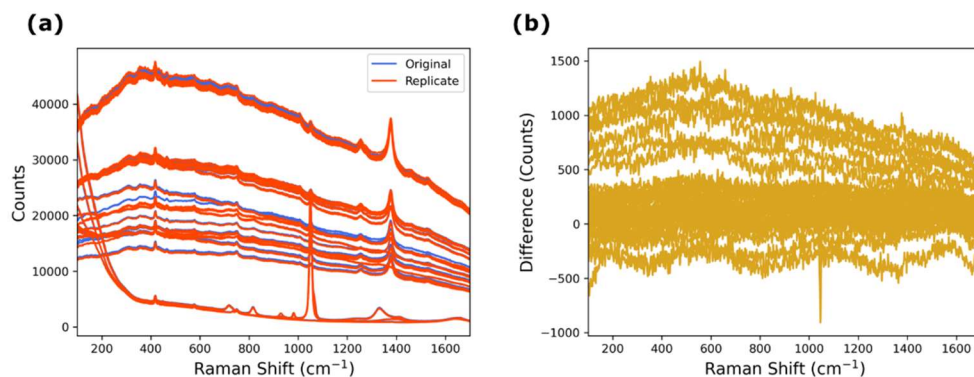 (a)
Original
Replicate
40000
30000
20000
10000
0
Counts
200 400 600 800 1000 1200 1400 1600
Raman Shift (cm⁻¹)
(b)
1500
1000
500
0
−500
−1000
Difference (Counts)
200 400 600 800 1000 1200 1400 1600
Raman Shift (cm⁻¹)